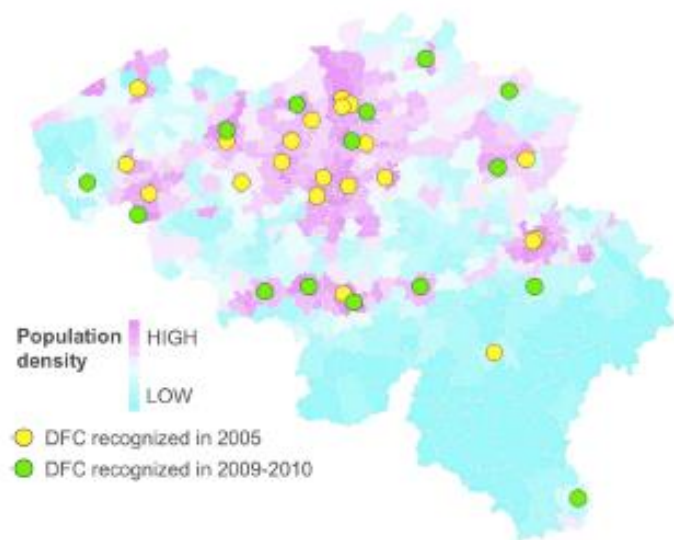 Population
density
HIGH
LOW
DFC recognized in 2005
DFC recognized in 2009-2010